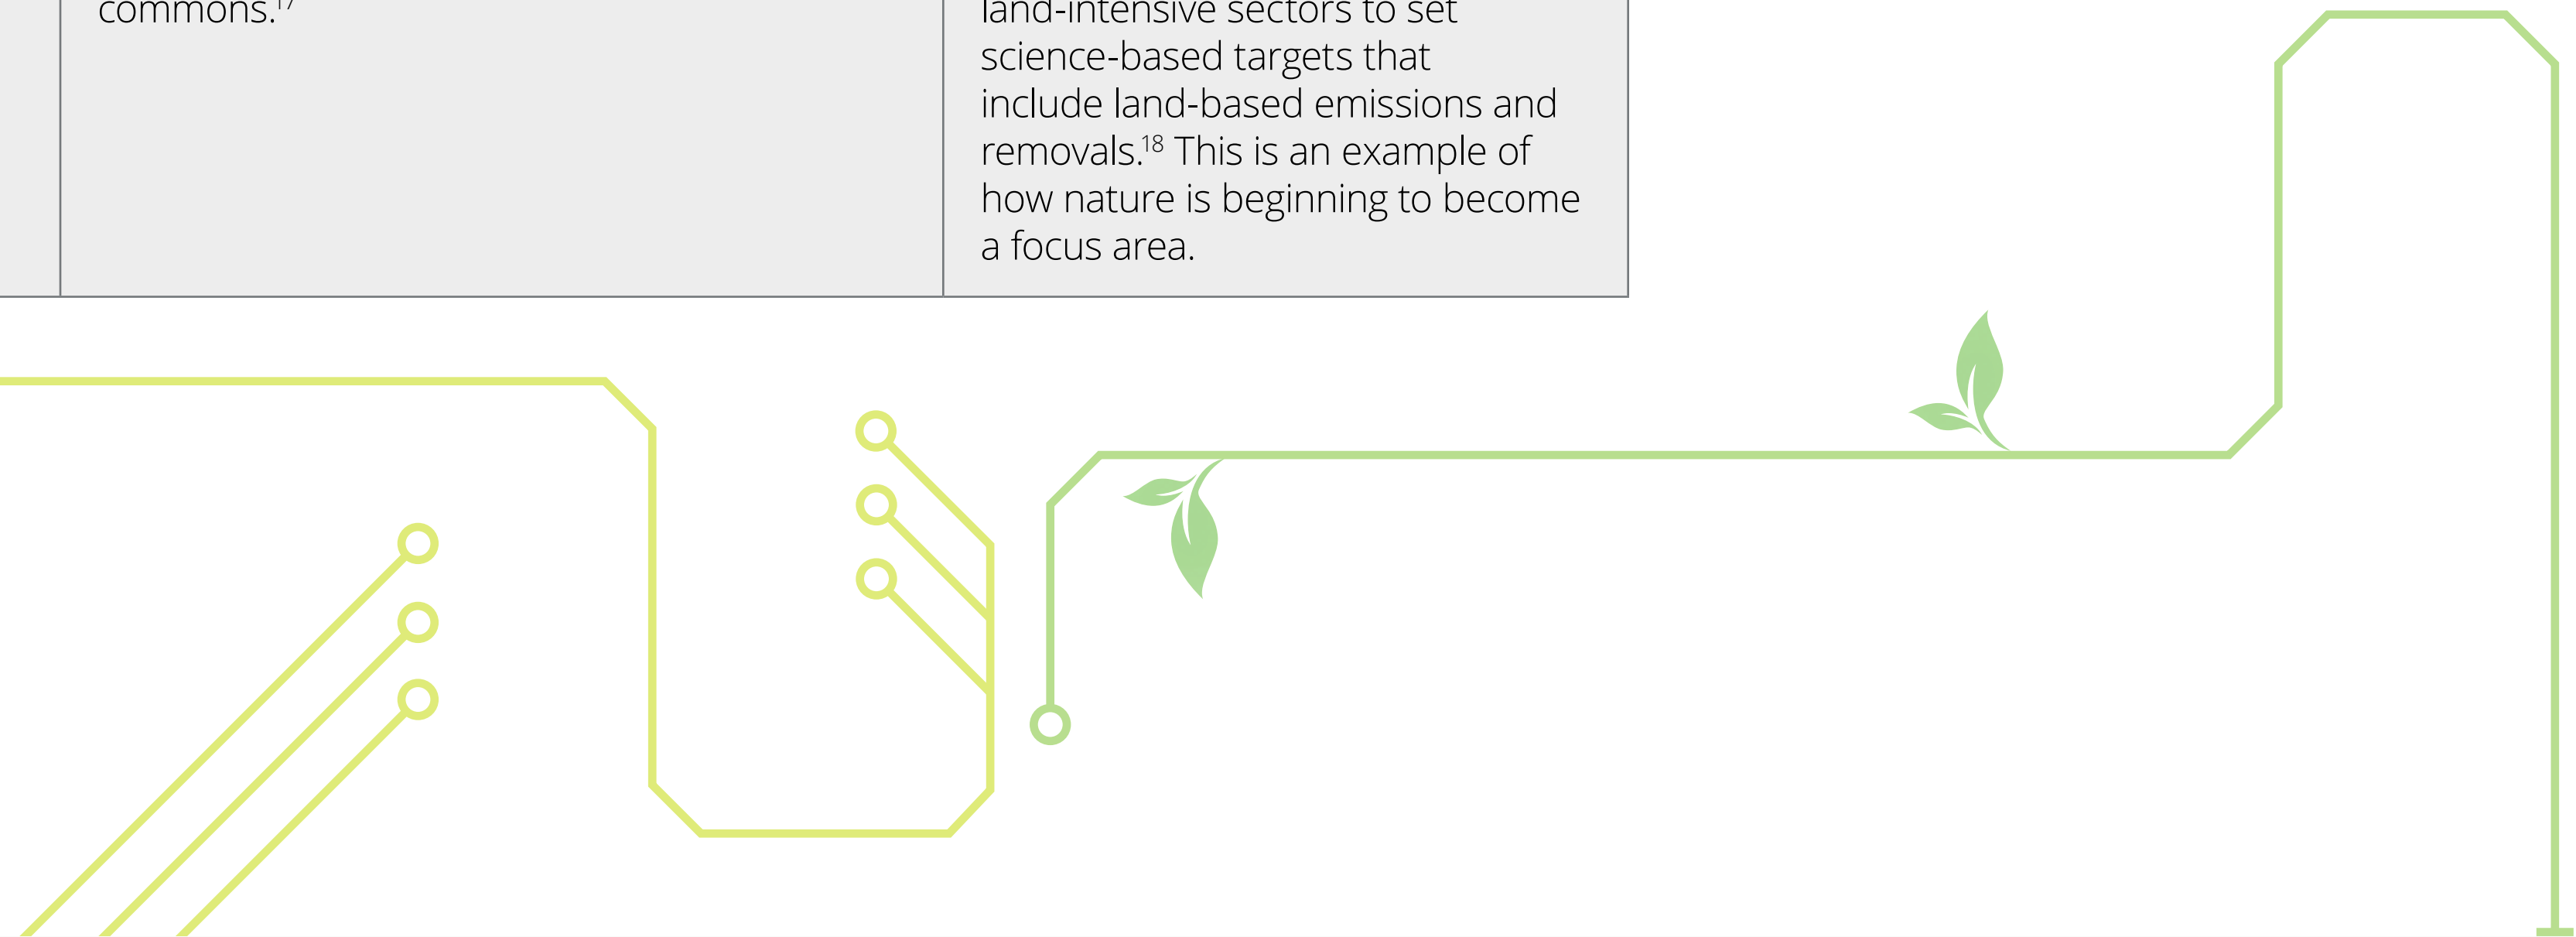 commons.17
land-intensive sectors to set
science-based targets that
include land-based emissions and
removals.18 This is an example of
how nature is beginning to become
a focus area.